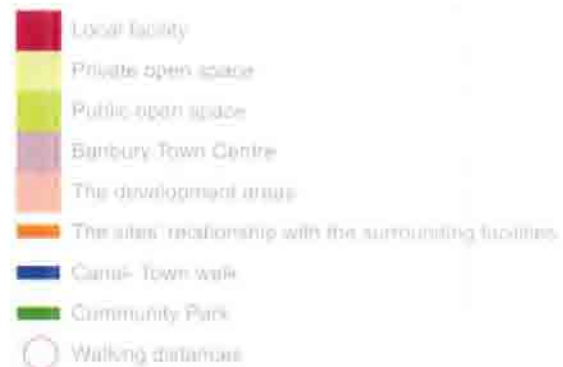 Local facility
Private open space
Public open space
Banbury Town Centre
The development areas
The sites' relationship with the surrounding facilities
Canal- Town walk
Community Park
Walking distances